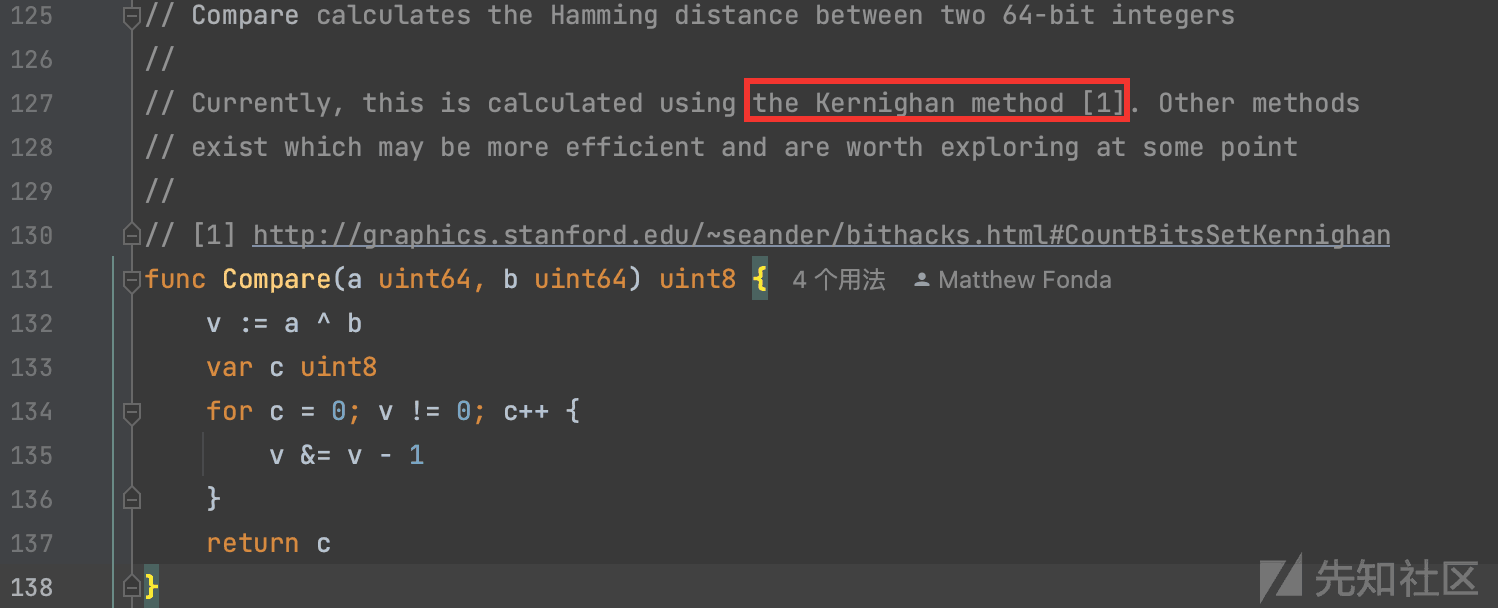 125 // Compare calculates the Hamming distance between two 64-bit integers
126 //
127 // Currently, this is calculated using the Kernighan method [1]. Other methods
128 // exist which may be more efficient and are worth exploring at some point
129 //
130 // [1] http://graphics.stanford.edu/~seander/bithacks.html#CountBitsSetKernighan
131 func Compare(a uint64, b uint64) uint8 { 4 个用法 Matthew Fonda
132 v := a ^ b
133 var c uint8
134 for c = 0; v != 0; c++ {
135 v &= v - 1
136 }
137 return c
138 }
先知社区